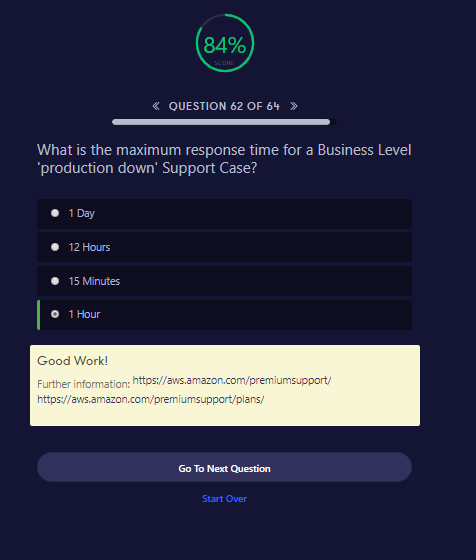 84%
SCORE
QUESTION 62 OF 64
What is the maximum response time for a Business Level
'production down' Support Case?
1 Day
12 Hours
15 Minutes
1 Hour
Good Work!
Further information: https://aws.amazon.com/premiumsupport/
https://aws.amazon.com/premiumsupport/plans/
Go To Next Question
Start Over